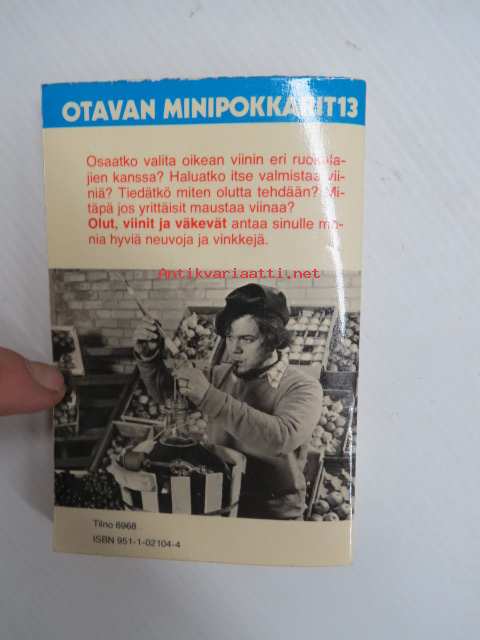 OTAVAN MINIPOKKARIT 13
Osaatko valita oikean viinin eri ruokala-
jien kanssa? Haluatko itse valmistaa vii-
niä? Tiedätkö miten olutta tehdään? Mi-
täpä jos yrittäisit maustaa viinaa?
Olut, viinit ja väkevät antaa sinulle mo-
nia hyviä neuvoja ja vinkkejä.
Antikvariaatti.net
Tilno 6968
ISBN 951-1-02104-4